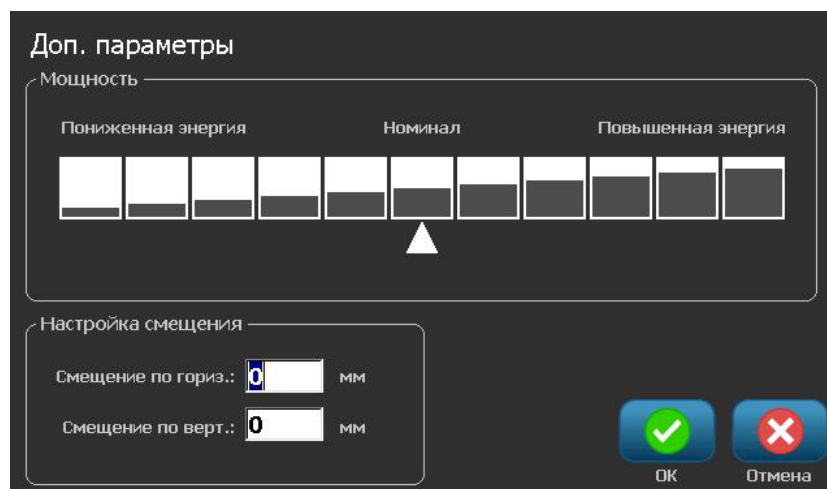 Доп. параметры
Мощность
Пониженная энергия Номинал Повышенная энергия
Настройка смещения
Смещение по гориз.: 0 мм
Смещение по верт.: 0 мм
ОК Отмена